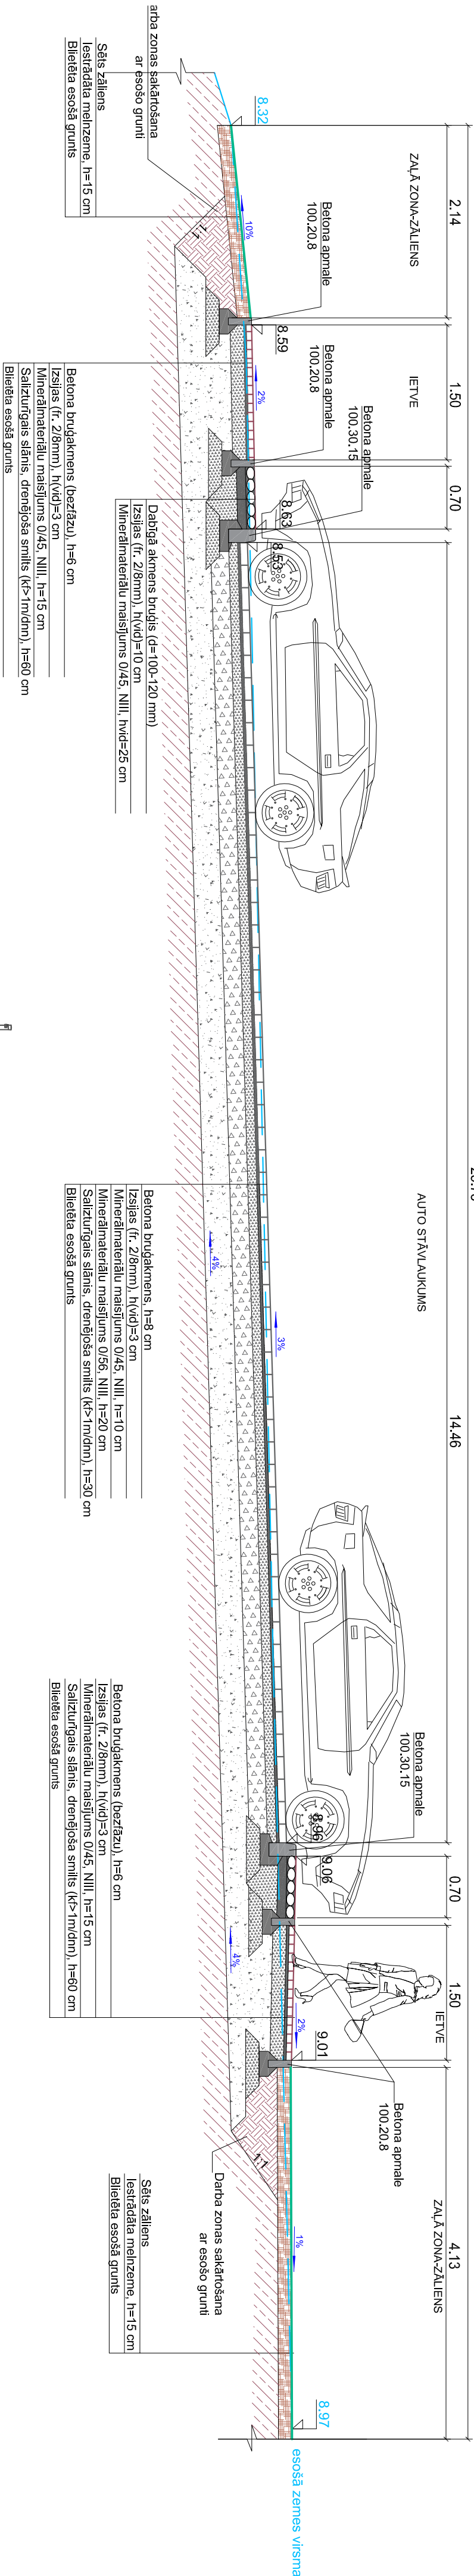 2.14
1.50
0.70
14.46
0.70
1.50
4.13
ZAĻĀ ZONA-ZĀLIENS
IETVE
AUTO STĀVLAUKUMS
IETVE
ZAĻĀ ZONA-ZĀLIENS
8.32
10%
Betona apmale
100.20.8
8.59
2%
Betona apmale
100.20.8
Betona apmale
100.30.15
8.63
8.53
3%
4%
Betona apmale
100.30.15
8.96
9.06
4%
2%
9.01
Betona apmale
100.20.8
1%
8.97
esošā zemes virsma
1:1
1:1
arba zonas sakārtošana
ar esošo grunti
Sēts zāliens
Iestrādāta melnzeme, h=15 cm
Blietēta esošā grunts
Betona bruģakmens (bezfāzu), h=6 cm
Izsijas (fr. 2/8mm), h(vid)=3 cm
Minerālmateriālu maisījums 0/45, NIII, h=15 cm
Salizturīgais slānis, drenējoša smilts (kf>1m/dnn), h=60 cm
Blietēta esošā grunts
Dabīgā akmens bruģis (d=100-120 mm)
Izsijas (fr. 2/8mm), h(vid)=10 cm
Minerālmateriālu maisījums 0/45, NIII, hvid=25 cm
Betona bruģakmens, h=8 cm
Izsijas (fr. 2/8mm), h(vid)=3 cm
Minerālmateriālu maisījums 0/45, NIII, h=10 cm
Minerālmateriālu maisījums 0/56, NIII, h=20 cm
Salizturīgais slānis, drenējoša smilts (kf>1m/dnn), h=30 cm
Blietēta esošā grunts
Betona bruģakmens (bezfāzu), h=6 cm
Izsijas (fr. 2/8mm), h(vid)=3 cm
Minerālmateriālu maisījums 0/45, NIII, h=15 cm
Salizturīgais slānis, drenējoša smilts (kf>1m/dnn), h=60 cm
Blietēta esošā grunts
Darba zonas sakārtošana
ar esošo grunti
Sēts zāliens
Iestrādāta melnzeme, h=15 cm
Blietēta esošā grunts